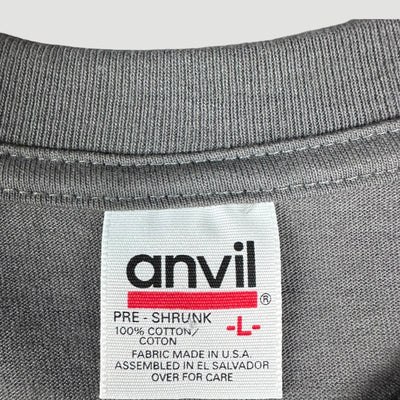 anvil
®
PRE - SHRUNK
100% COTTON/
COTON
-L-
FABRIC MADE IN U.S.A.
ASSEMBLED IN EL SALVADOR
OVER FOR CARE